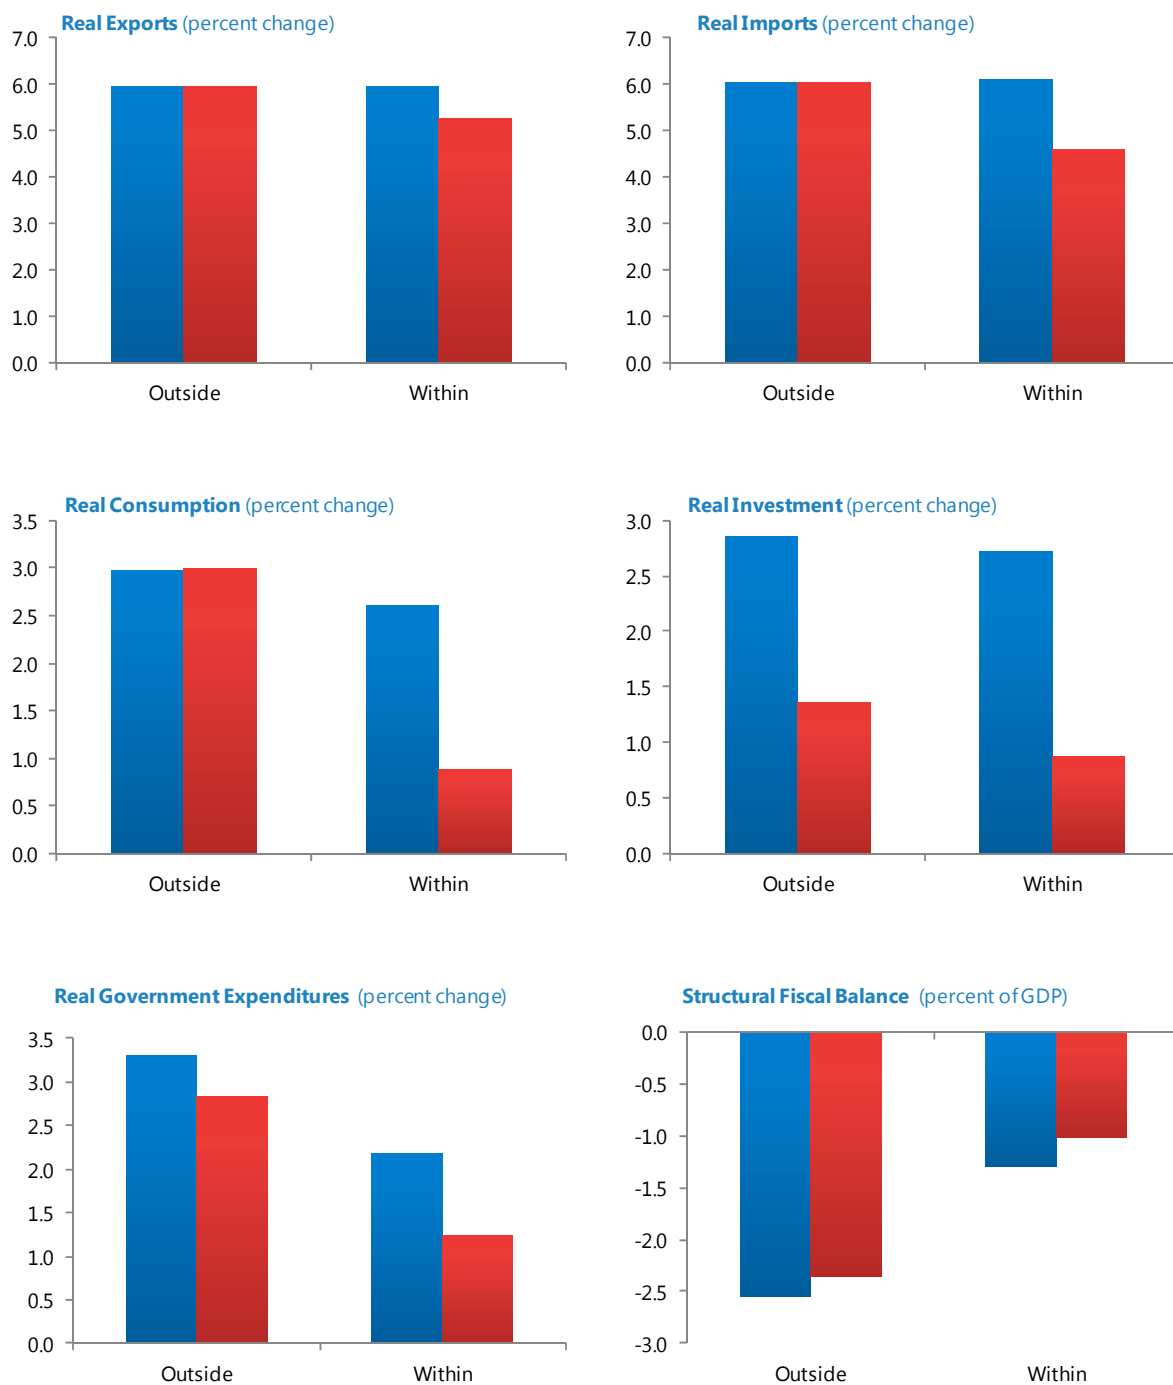 Real Exports (percent change)
7.0
6.0
5.0
4.0
3.0
2.0
1.0
0.0
Outside
Within
Real Imports (percent change)
7.0
6.0
5.0
4.0
3.0
2.0
1.0
0.0
Outside
Within
Real Consumption (percent change)
3.5
3.0
2.5
2.0
1.5
1.0
0.5
0.0
Outside
Within
Real Investment (percent change)
3.0
2.5
2.0
1.5
1.0
0.5
0.0
Outside
Within
Real Government Expenditures (percent change)
3.5
3.0
2.5
2.0
1.5
1.0
0.5
0.0
Outside
Within
Structural Fiscal Balance (percent of GDP)
0.0
-0.5
-1.0
-1.5
-2.0
-2.5
-3.0
Outside
Within